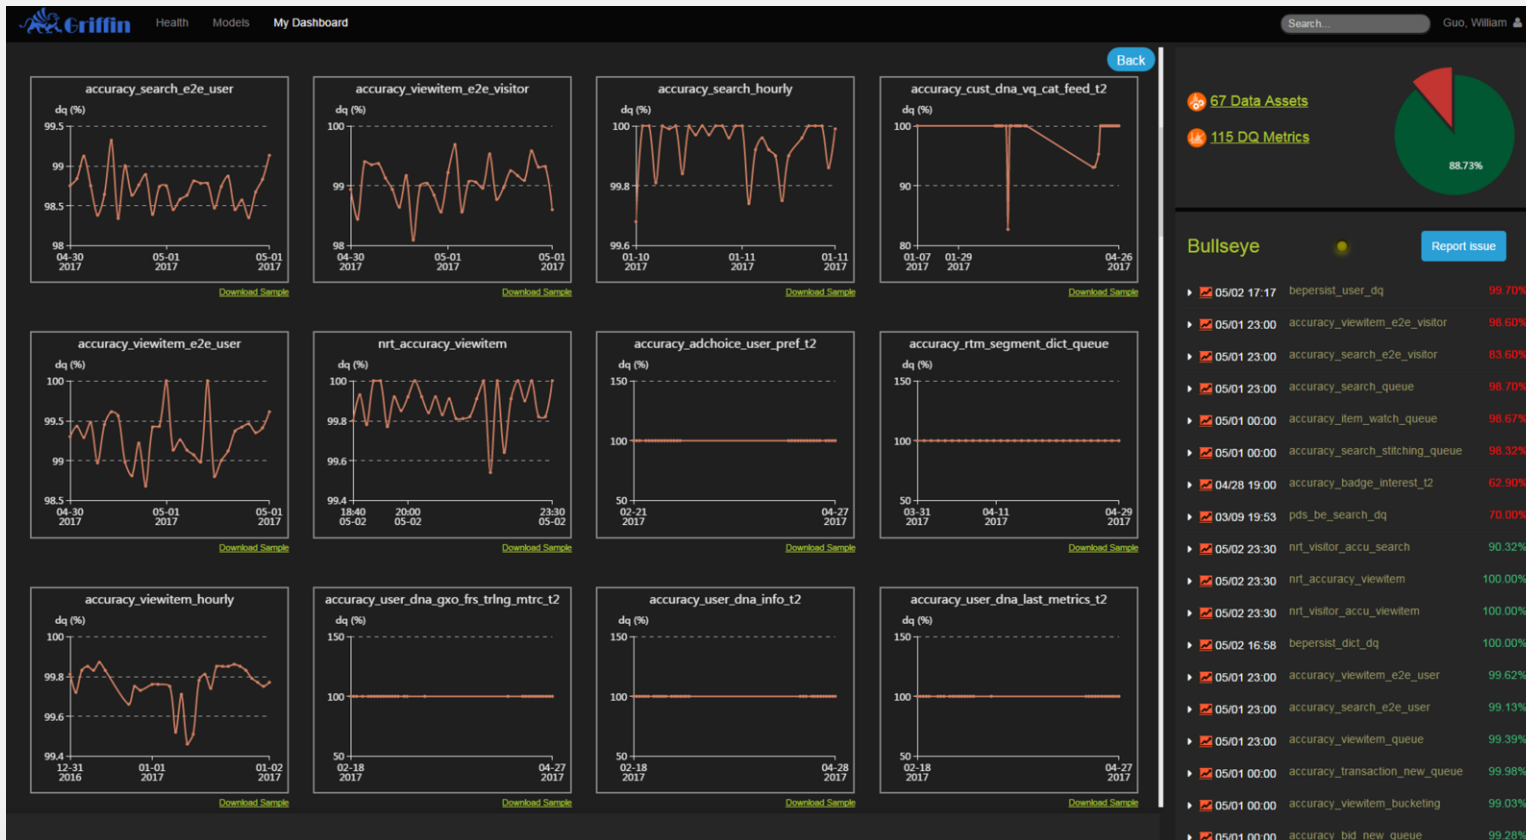 Griffin Health Models My Dashboard Search... Guo, William
Back
accuracy_search_e2e_user
dq (%)
99.5
99
98.5
98
04-30 05-01 05-01
2017 2017 2017
Download Sample
accuracy_viewitem_e2e_visitor
dq (%)
100
99
98
04-30 05-01 05-01
2017 2017 2017
Download Sample
accuracy_search_hourly
dq (%)
100
99.8
99.6
01-10 01-11 01-11
2017 2017 2017
Download Sample
accuracy_cust_dna_vq_cat_feed_t2
dq (%)
100
90
80
01-07 01-29 04-26
2017 2017 2017
Download Sample
accuracy_viewitem_e2e_user
dq (%)
100
99.5
99
98.5
04-30 05-01 05-01
2017 2017 2017
Download Sample
nrt_accuracy_viewitem
dq (%)
100
99.8
99.6
99.4
18:40 20:00 23:30
05-02 05-02 05-02
accuracy_adchoice_user_pref_t2
dq (%)
150
100
50
02-21 04-27
2017 2017
Download Sample
accuracy_rtm_segment_dict_queue
dq (%)
150
100
50
03-31 04-11 04-29
2017 2017 2017
Download Sample
accuracy_viewitem_hourly
dq (%)
100
99.8
99.6
99.4
12-31 01-01 01-02
2016 2017 2017
Download Sample
accuracy_user_dna_gxo_frs_trlng_mtrc_t2
dq (%)
150
100
50
02-18 04-27
2017 2017
Download Sample
accuracy_user_dna_info_t2
dq (%)
150
100
50
02-18 04-28
2017 2017
Download Sample
accuracy_user_dna_last_metrics_t2
dq (%)
150
100
50
02-18 04-27
2017 2017
Download Sample
67 Data Assets
115 DQ Metrics
88.73%
Bullseye Report issue
05/02 17:17 bepersist_user_dq 99.70%
05/01 23:00 accuracy_viewitem_e2e_visitor 98.60%
05/01 23:00 accuracy_search_e2e_visitor 83.60%
05/01 23:00 accuracy_search_queue 98.70%
05/01 00:00 accuracy_item_watch_queue 98.67%
05/01 00:00 accuracy_search_stitching_queue 98.32%
04/28 19:00 accuracy_badge_interest_t2 62.90%
03/09 19:53 pds_be_search_dq 70.00%
05/02 23:30 nrt_visitor_accu_search 90.32%
05/02 23:30 nrt_accuracy_viewitem 100.00%
05/02 23:30 nrt_visitor_accu_viewitem 100.00%
05/02 16:58 bepersist_dict_dq 100.00%
05/01 23:00 accuracy_viewitem_e2e_user 99.62%
05/01 23:00 accuracy_search_e2e_user 99.13%
05/01 23:00 accuracy_viewitem_queue 99.39%
05/01 00:00 accuracy_transaction_new_queue 99.98%
05/01 00:00 accuracy_viewitem_bucketing 99.03%
05/01 00:00 accuracy_bid_new_queue 99.28%